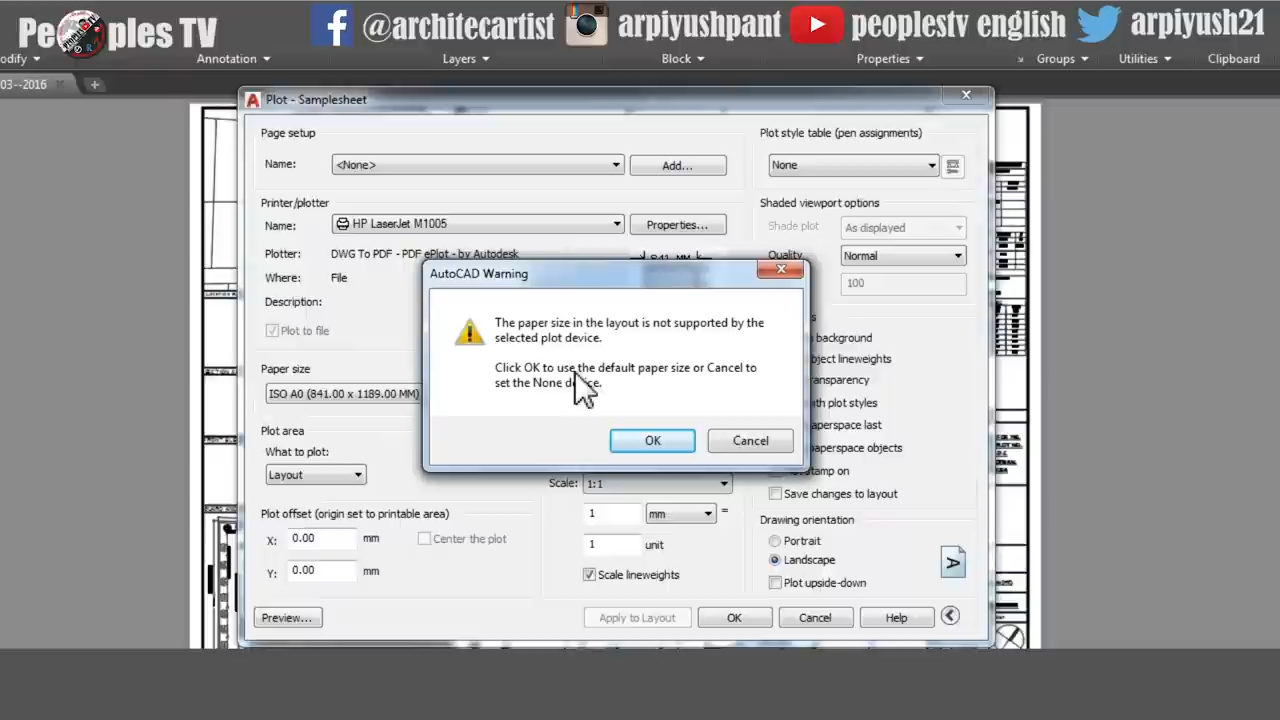 Peoples TV
@architecartist
arpiyushpant
peoplestv english
arpiyush21
odify
Annotation
Layers
Block
Properties
Groups
Utilities
Clipboard
03--2016
Plot - Samplesheet
Page setup
Name:
<None>
Add...
Plot style table (pen assignments)
None
Printer/plotter
Name:
HP LaserJet M1005
Properties...
Plotter:
DWG To PDF - PDF ePlot - by Autodesk
Where:
File
Description:
Plot to file
841 MM
Shaded viewport options
Shade plot
As displayed
Quality
Normal
100
AutoCAD Warning
The paper size in the layout is not supported by the
selected plot device.
Click OK to use the default paper size or Cancel to
set the None device.
OK
Cancel
Paper size
ISO A0 (841.00 x 1189.00 MM)
Plot area
What to plot:
Layout
Plot offset (origin set to printable area)
X:
0.00
mm
Center the plot
Y:
0.00
mm
Scale:
1:1
1
mm
=
1
unit
Scale lineweights
background
bject lineweights
ansparency
th plot styles
aperspace last
aperspace objects
stamp on
Save changes to layout
Drawing orientation
Portrait
Landscape
Plot upside-down
A
Preview...
Apply to Layout
OK
Cancel
Help